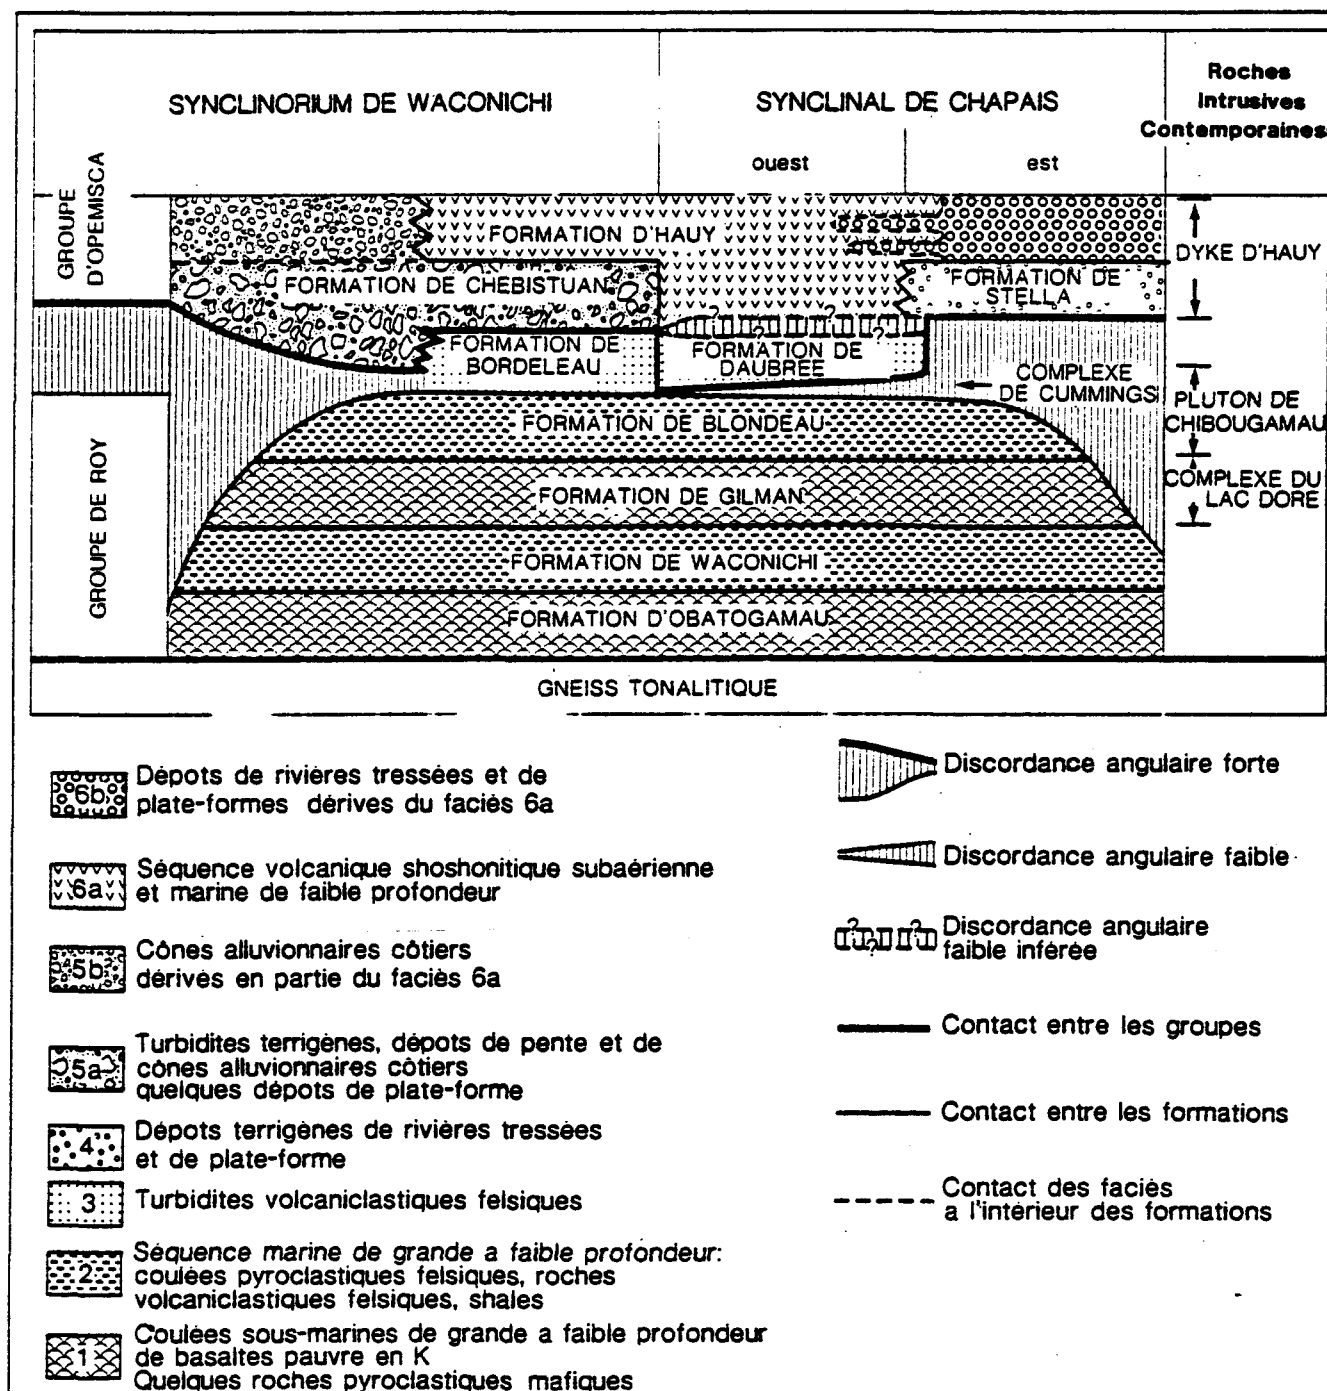 SYNCLINORIUM DE WACONICHI
SYNCLINAL DE CHAPAIS
ouest
est
Roches
Intrusives
Contemporaines
GROUPE
D'OPEMISCA
GROUPE DE ROY
FORMATION D'HAUY
FORMATION DE CHEBISTUAN
FORMATION DE
STELLA
FORMATION DE
BORDELEAU
? ? ? ?
FORMATION DE
DAUBREE
COMPLEXE
DE CUMMINGS
FORMATION DE BLONDEAU
FORMATION DE GILMAN
FORMATION DE WACONICHI
FORMATION D'OBATOGAMAU
GNEISS TONALITIQUE
DYKE D'HAUY
PLUTON DE
CHIBOUGAMAU
COMPLEXE DU
LAC DORE
6b
Dépots de rivières tressées et de
plate-formes dérives du faciés 6a
6a
Séquence volcanique shoshonitique subaérienne
et marine de faible profondeur
5b
Cônes alluvionnaires côtiers
dérivés en partie du faciés 6a
5a
Turbidites terrigènes, dépots de pente et de
cônes alluvionnaires côtiers
quelques dépots de plate-forme
4
Dépots terrigènes de rivières tressées
et de plate-forme
3
Turbidites volcaniclastiques felsiques
2
Séquence marine de grande a faible profondeur:
coulées pyroclastiques felsiques, roches
volcaniclastiques felsiques, shales
1
Coulées sous-marines de grande a faible profondeur
de basaltes pauvre en K
Quelques roches pyroclastiques mafiques
Discordance angulaire forte
Discordance angulaire faible
? ? ?
Discordance angulaire
faible inférée
Contact entre les groupes
Contact entre les formations
Contact des faciés
a l'intérieur des formations